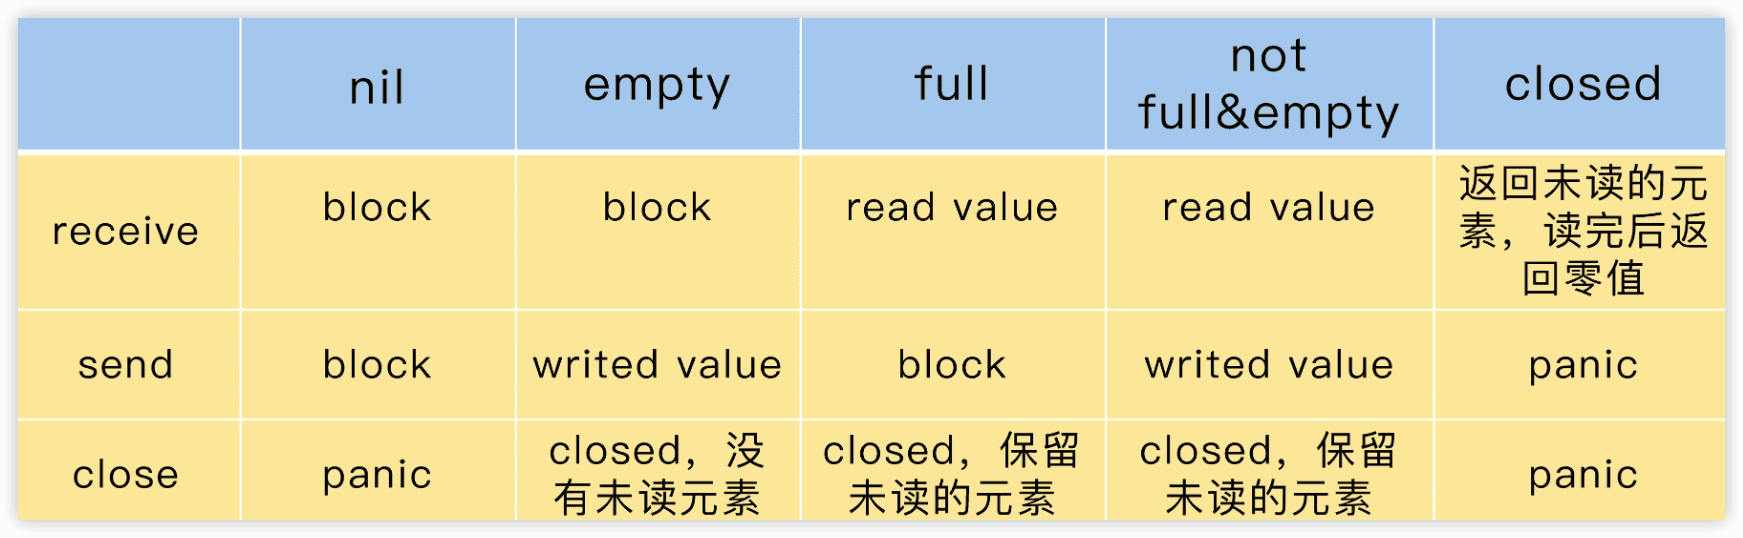 nil
empty
full
not
full&empty
closed
receive
block
block
read value
read value
返回未读的元
素，读完后返
回零值
send
block
writed value
block
writed value
panic
close
panic
closed，没
有未读元素
closed，保留
未读的元素
closed，保留
未读的元素
panic